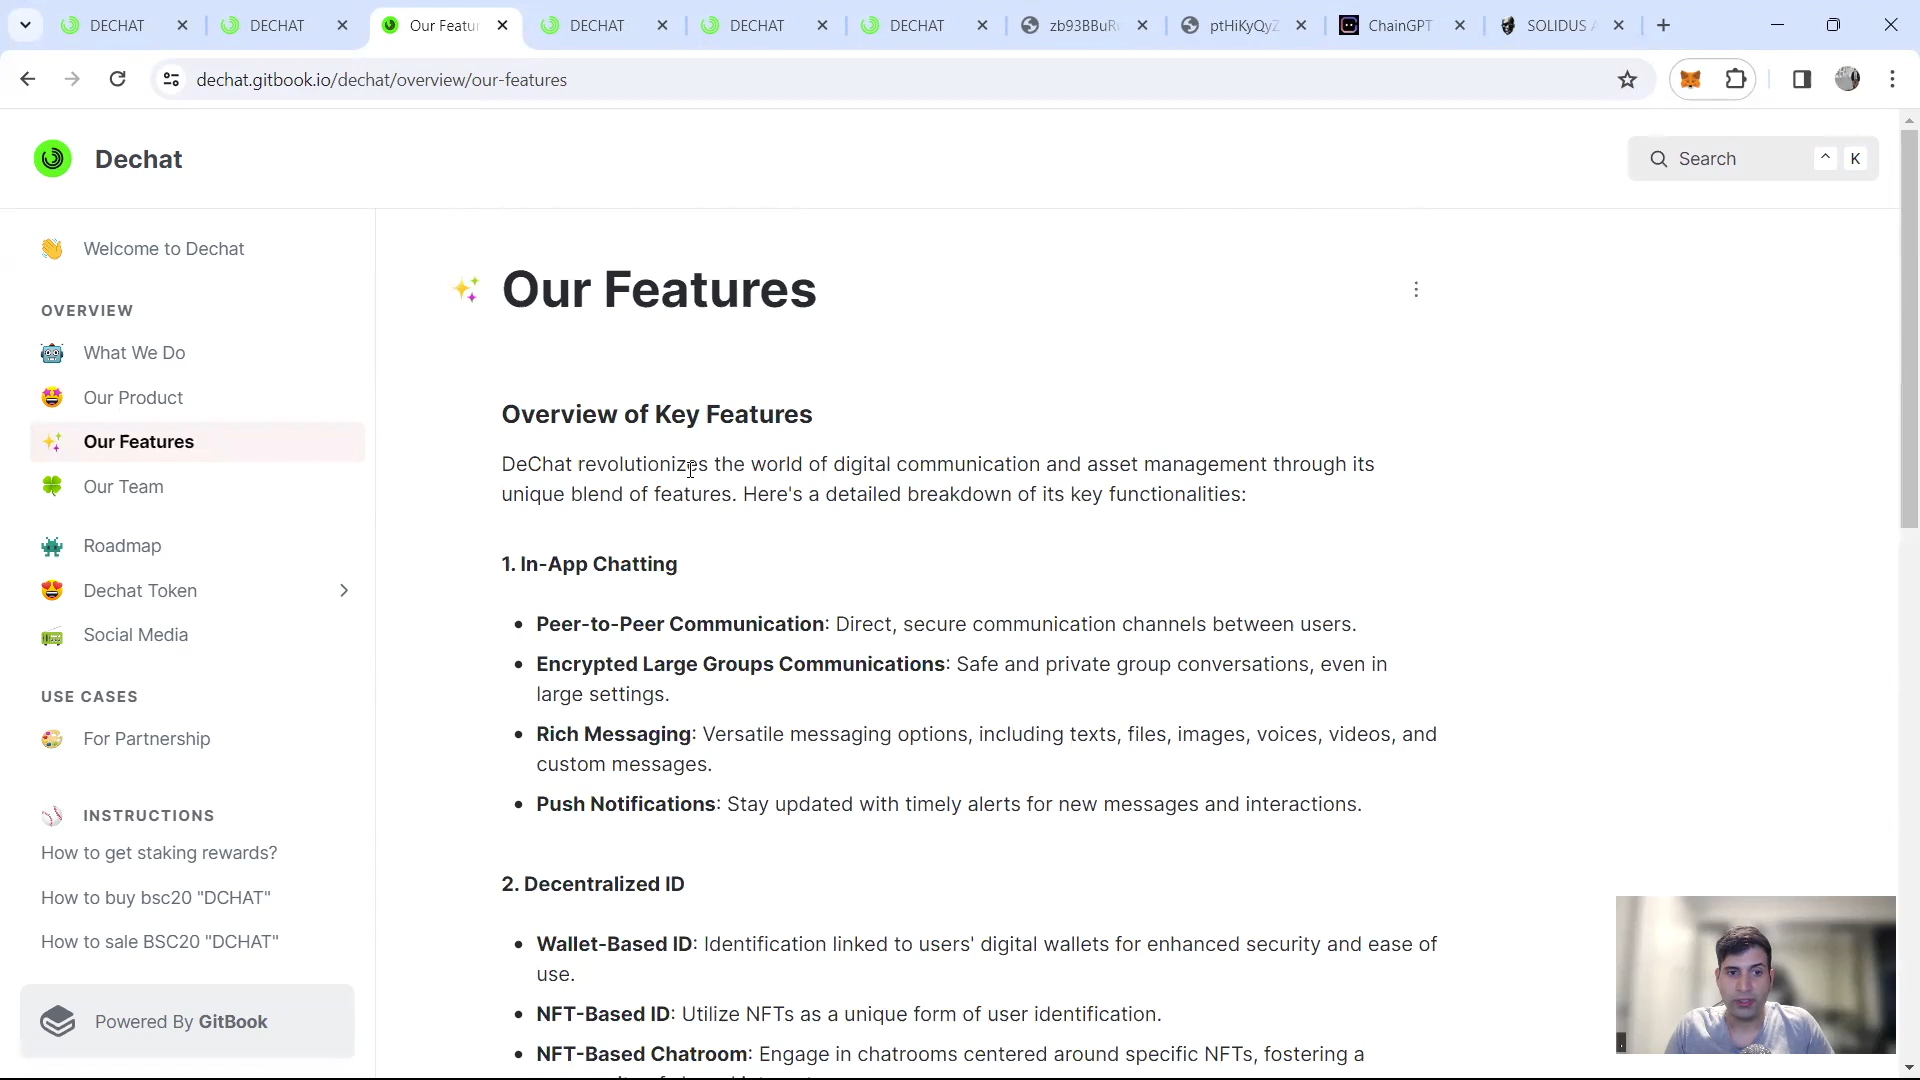 DECHAT
DECHAT
Our Featur
DECHAT
DECHAT
DECHAT
zb93BBuR
ptHiKyQyZ
ChainGPT
SOLIDUS A
dechat.gitbook.io/dechat/overview/our-features
Dechat
Search
^ K
Welcome to Dechat
OVERVIEW
What We Do
Our Product
Our Features
Our Team
Roadmap
Dechat Token
Social Media
USE CASES
For Partnership
INSTRUCTIONS
How to get staking rewards?
How to buy bsc20 "DCHAT"
How to sale BSC20 "DCHAT"
Powered By GitBook
Our Features
Overview of Key Features
DeChat revolutionizes the world of digital communication and asset management through its
unique blend of features. Here's a detailed breakdown of its key functionalities:
1. In-App Chatting
• Peer-to-Peer Communication: Direct, secure communication channels between users.
• Encrypted Large Groups Communications: Safe and private group conversations, even in
large settings.
• Rich Messaging: Versatile messaging options, including texts, files, images, voices, videos, and
custom messages.
• Push Notifications: Stay updated with timely alerts for new messages and interactions.
2. Decentralized ID
• Wallet-Based ID: Identification linked to users' digital wallets for enhanced security and ease of
use.
• NFT-Based ID: Utilize NFTs as a unique form of user identification.
• NFT-Based Chatroom: Engage in chatrooms centered around specific NFTs, fostering a